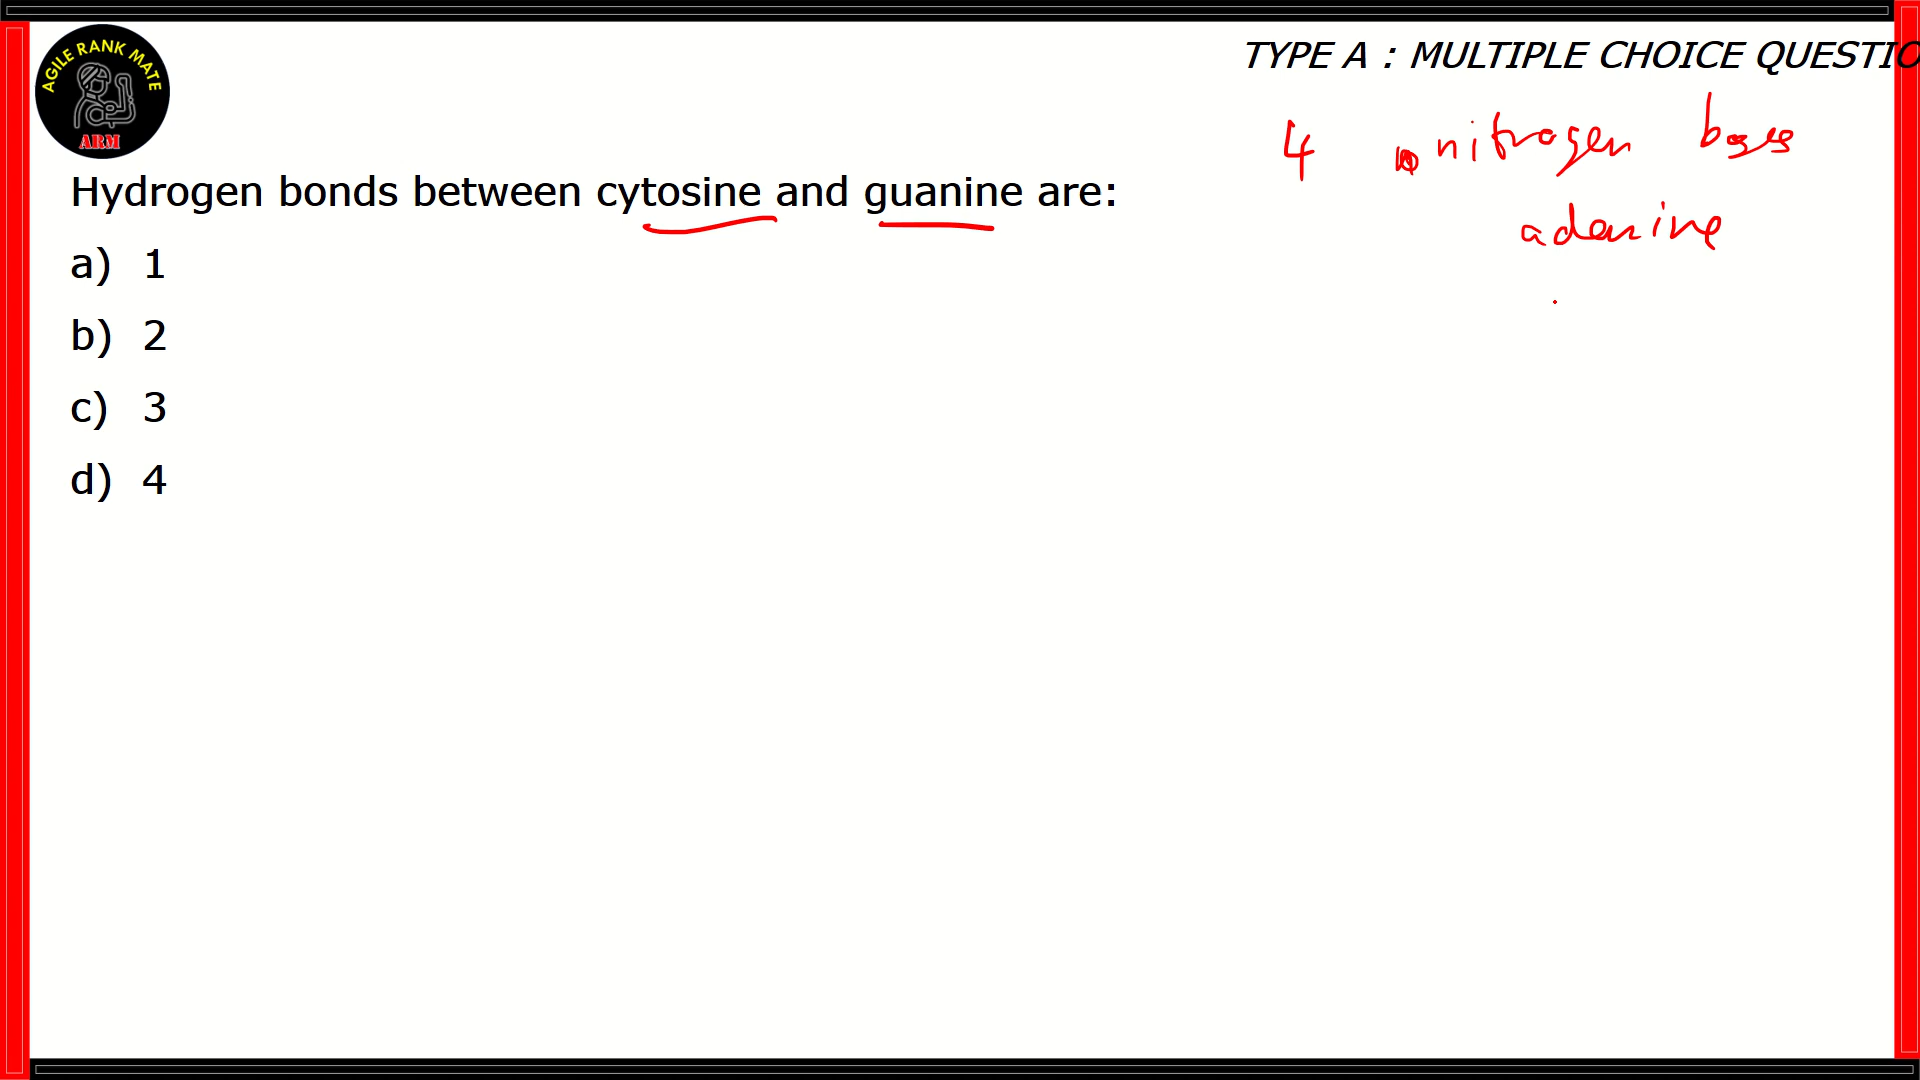 AGILE RANK MATE
ARM
TYPE A : MULTIPLE CHOICE QUESTIO
4 nitrogen bases
adenine
Hydrogen bonds between cytosine and guanine are:
a) 1
b) 2
c) 3
d) 4